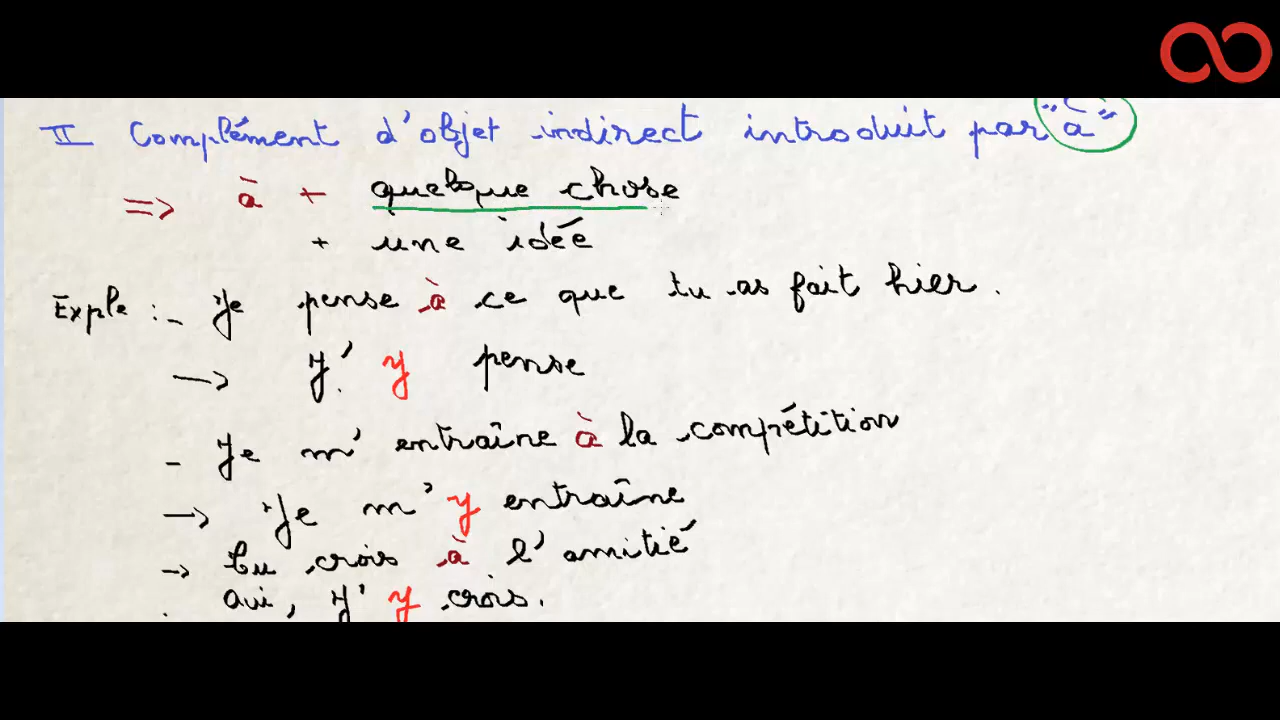 II Complément d'objet indirect introduit par "à"
=> à + quelque chose
+ une idée
Exple : - Je pense à ce que tu as fait hier.
→ J' y pense
- Je m'entraîne à la compétition
→ Je m'y entraîne
→ Tu crois à l'amitié
Oui, J'y crois.